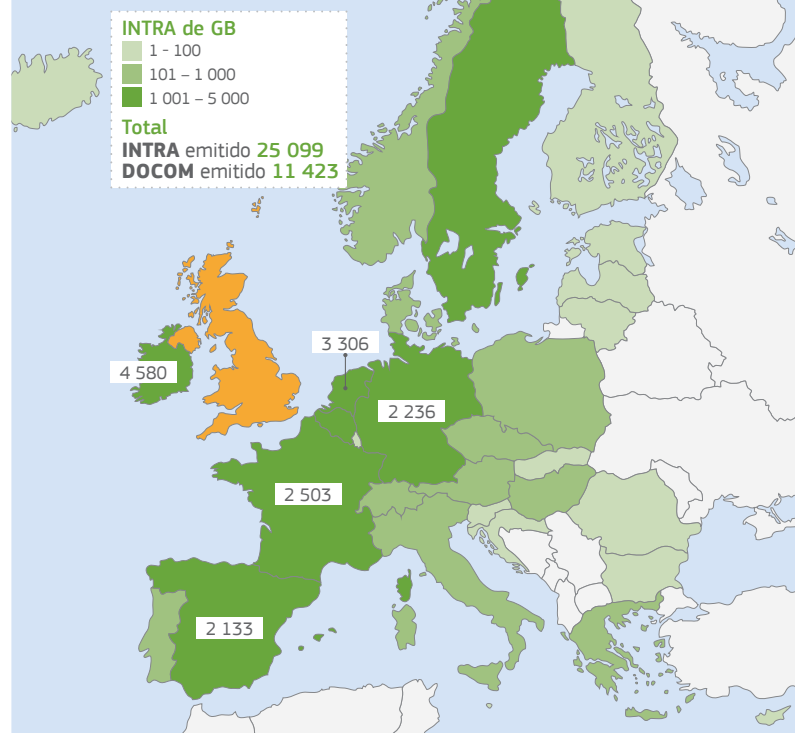 INTRA de GB
1 - 100
101 – 1 000
1 001 – 5 000
Total
INTRA emitido 25 099
DOCOM emitido 11 423
3 306
4 580
2 236
2 503
2 133